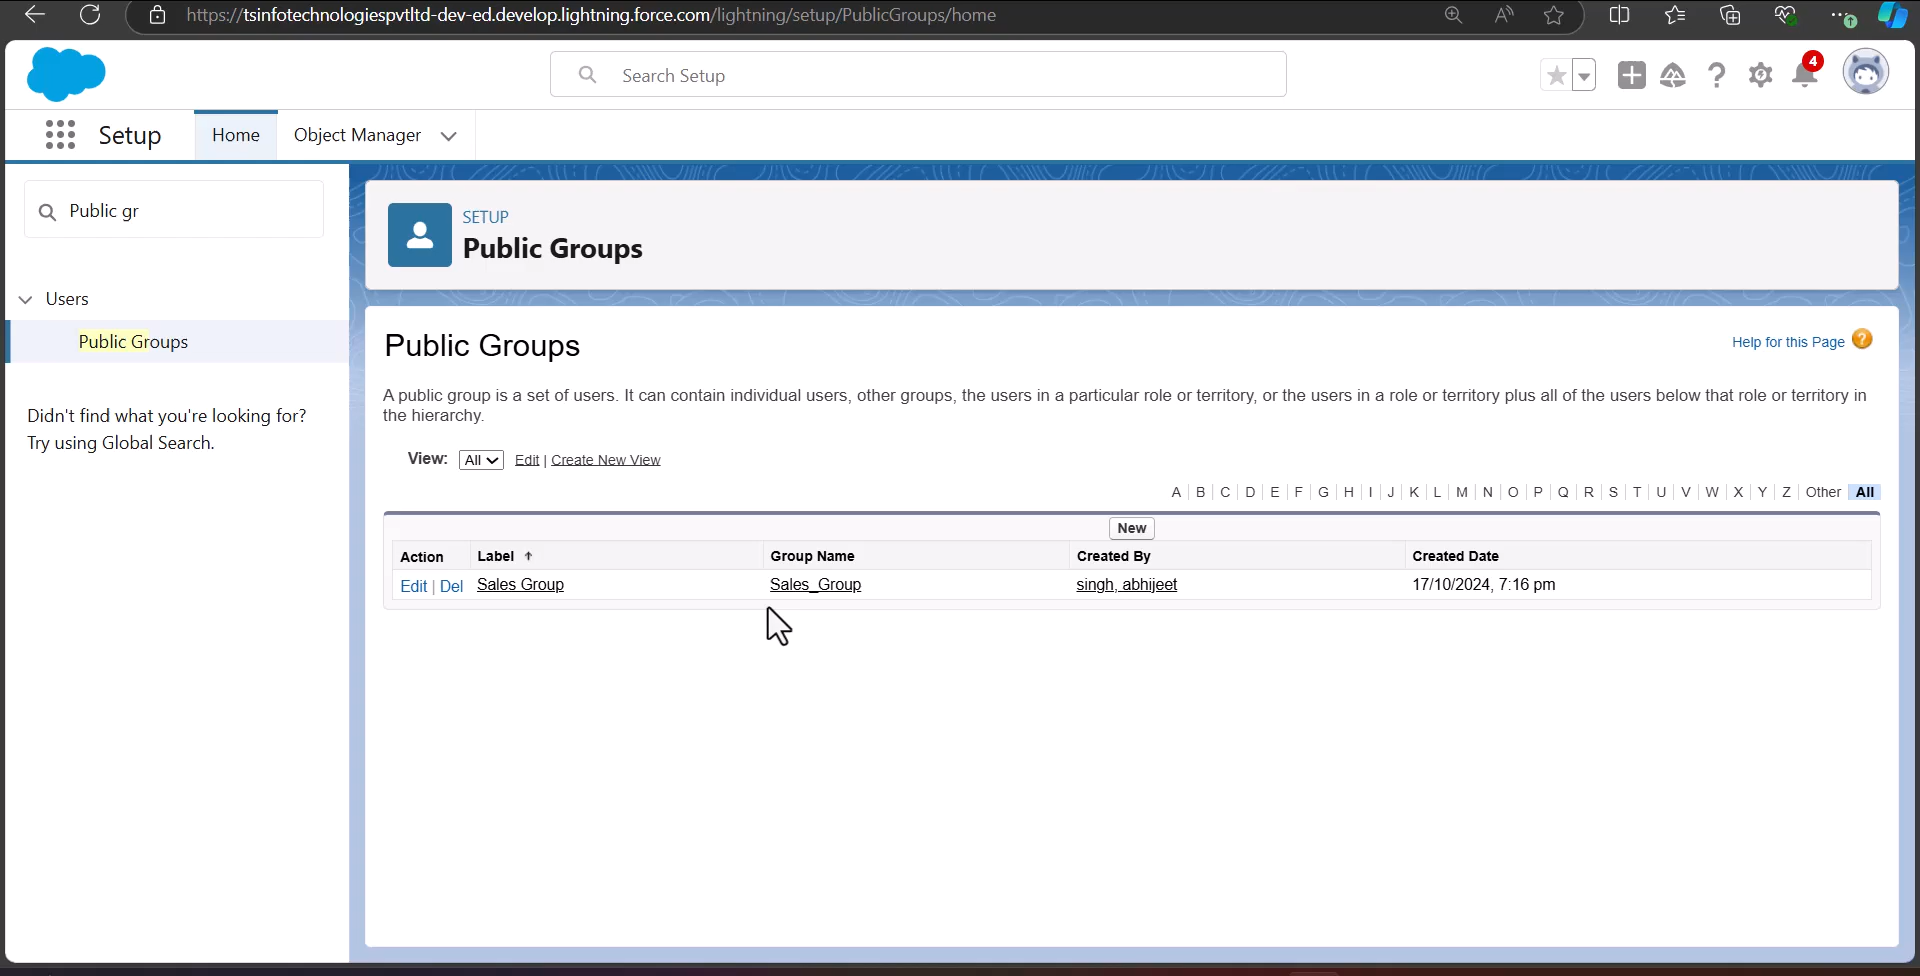 https://tsinfotechnologiespvtltd-dev-ed.develop.lightning.force.com/lightning/setup/PublicGroups/home
Search Setup
4
Setup
Home
Object Manager
Public gr
Users
Public Groups
Didn't find what you're looking for?
Try using Global Search.
SETUP
Public Groups
Public Groups
Help for this Page ?
A public group is a set of users. It can contain individual users, other groups, the users in a particular role or territory, or the users in a role or territory plus all of the users below that role or territory in
the hierarchy.
View: All Edit | Create New View
A | B | C | D | E | F | G | H | I | J | K | L | M | N | O | P | Q | R | S | T | U | V | W | X | Y | Z | Other | All
New
Action Label Group Name Created By Created Date
Edit | Del Sales Group Sales_Group singh, abhijeet 17/10/2024, 7:16 pm